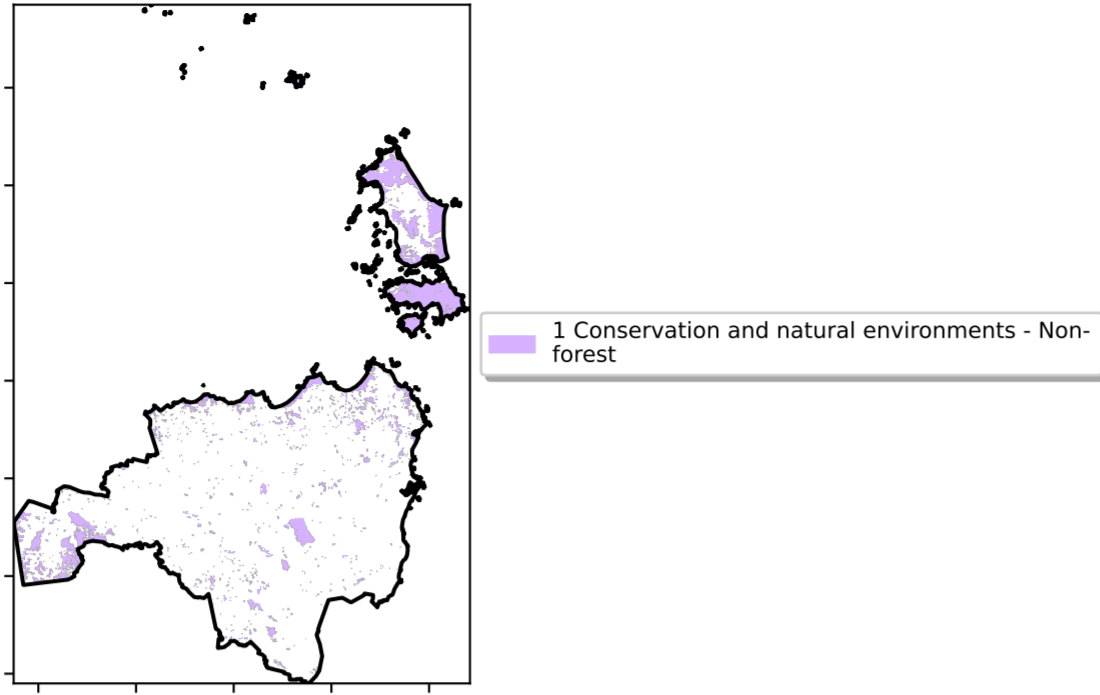 1 Conservation and natural environments - Non-
forest